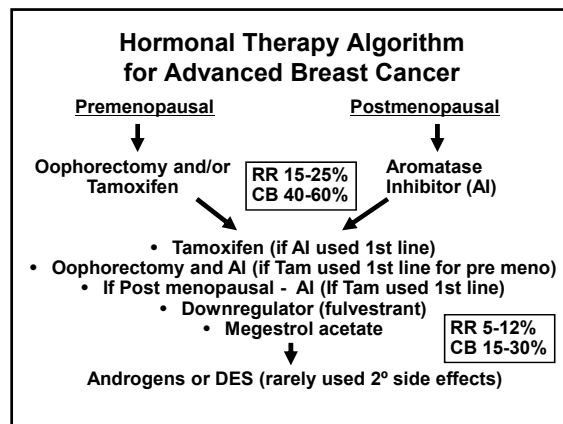 Hormonal Therapy Algorithm
for Advanced Breast Cancer
Premenopausal
Postmenopausal
Oophorectomy and/or
Tamoxifen
RR 15-25%
CB 40-60%
Aromatase
Inhibitor (AI)
• Tamoxifen (if AI used 1st line)
• Oophorectomy and AI (if Tam used 1st line for pre meno)
• If Post menopausal - AI (If Tam used 1st line)
• Downregulator (fulvestrant)
• Megestrol acetate
RR 5-12%
CB 15-30%
Androgens or DES (rarely used 2º side effects)